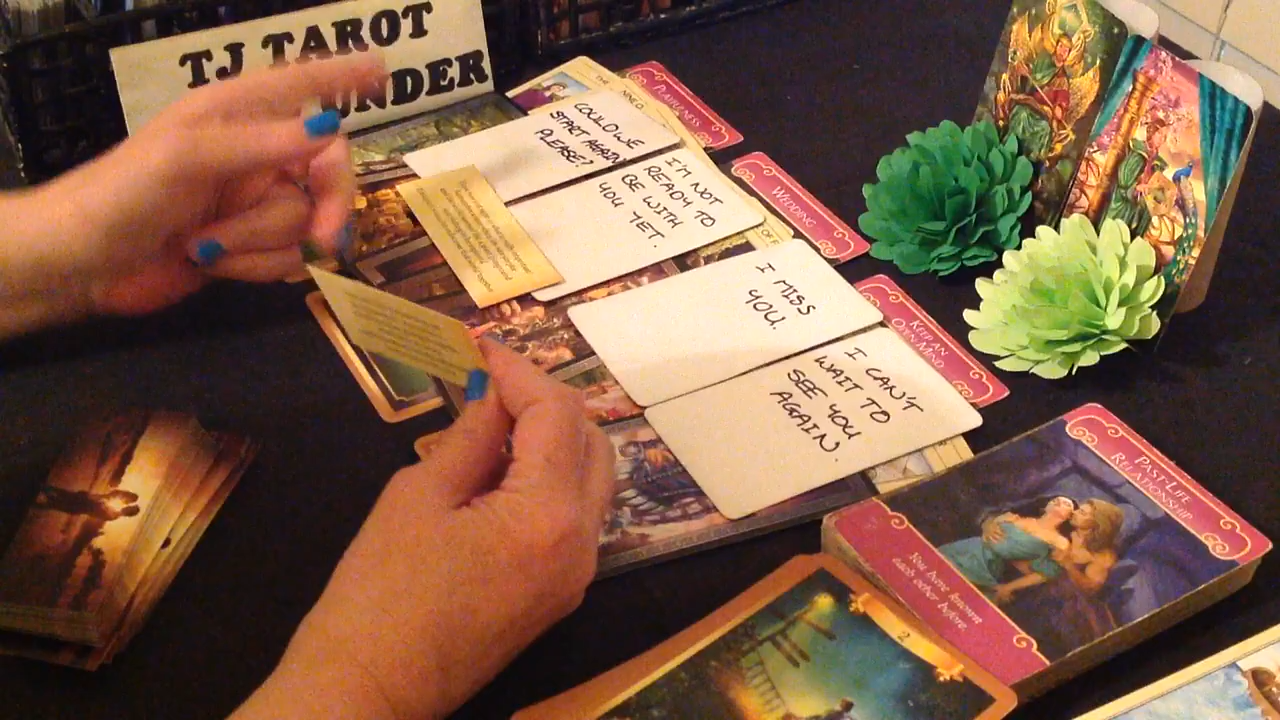 TJ TAROT
UNDER
PLAYFULNESS
COULD WE
START AGAIN
PLEASE?
WEDDING
I'M NOT
READY TO
BE WITH
YOU YET.
I MISS
YOU.
KEEP AN
OPEN MIND
I CAN'T
WAIT TO
SEE YOU
AGAIN.
PAST-LIFE
RELATIONSHIP
You have known
each other before.
2